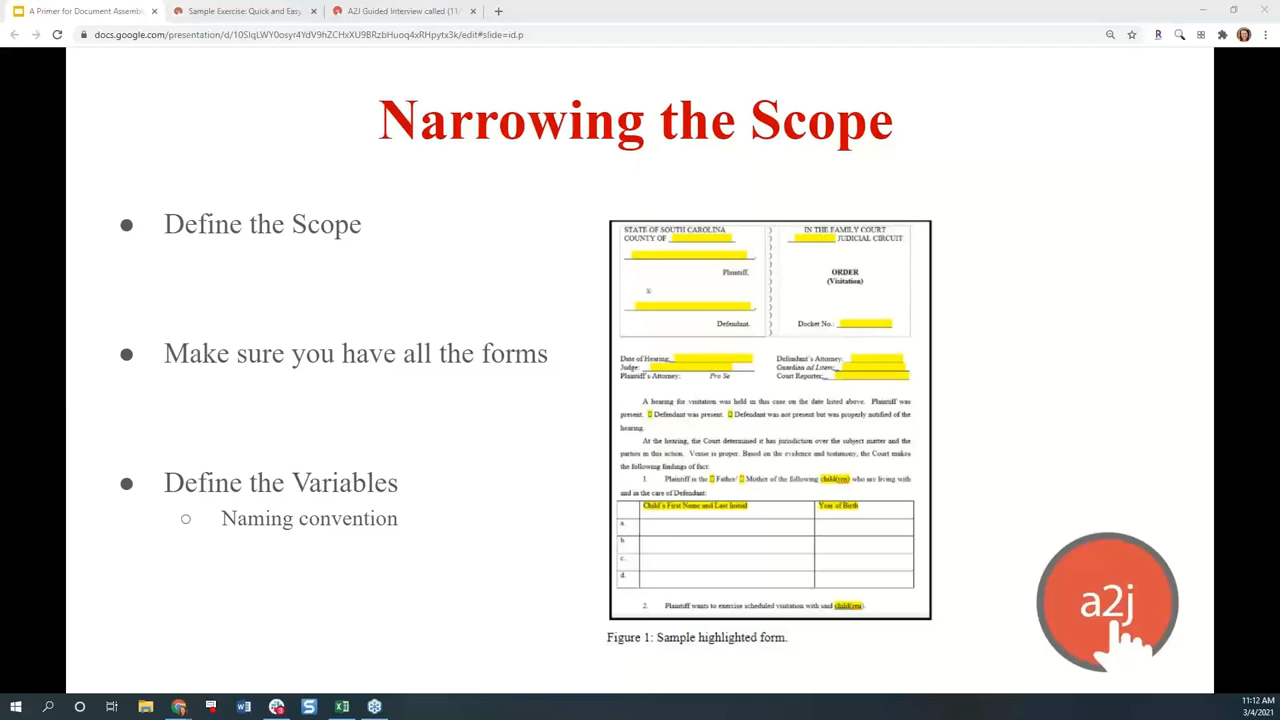 A Primer for Document Assemb
Sample Exercise: Quick and Easy
A2J Guided Interview called (11/
docs.google.com/presentation/d/10SIqLWY0osyr4YdV9hZCHxXU9BRzbHuoq4xRHpytx3k/edit#slide=id.p
Narrowing the Scope
● Define the Scope
● Make sure you have all the forms
● Define the Variables
○ Naming convention
STATE OF SOUTH CAROLINA
COUNTY OF
Plaintiff,
v.
Defendant.
IN THE FAMILY COURT
JUDICIAL CIRCUIT
ORDER
(Visitation)
Docket No.:
Date of Hearing:
Judge:
Plaintiff's Attorney: Pro Se
Defendant's Attorney:
Guardian ad Litem:
Court Reporter:
A hearing for visitation was held in this case on the date listed above. Plaintiff was
present. Defendant was present. Defendant was not present but was properly notified of the
hearing.
At the hearing, the Court determined it has jurisdiction over the subject matter and the
parties in this action. Venue is proper. Based on the evidence and testimony, the Court makes
the following findings of fact:
1. Plaintiff is the Father/ Mother of the following child(ren) who are living with
and in the care of Defendant:
Child's First Name and Last Initial Year of Birth
a.
b
c.
d.
2. Plaintiff wants to exercise scheduled visitation with said child(ren).
Figure 1: Sample highlighted form.
a2j
11:12 AM
3/4/2021